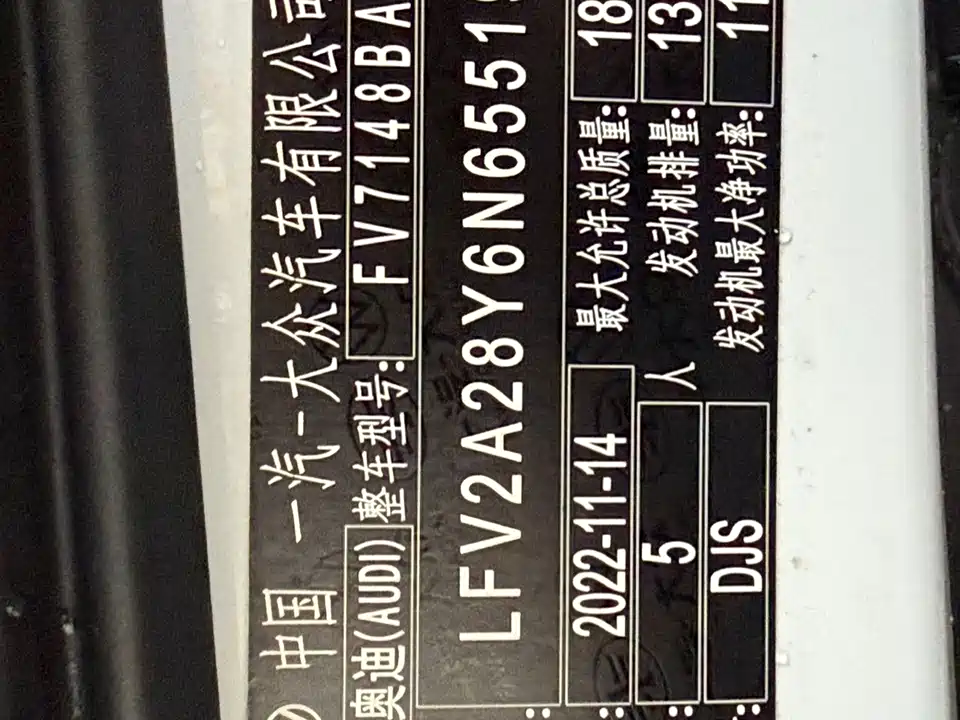 中国 一汽-大众汽车有限公司
奥迪(AUDI) 整车型号: FV7148BA
LFV2A28Y6N6551
: 2022-11-14 最大允许总质量: 18
5 人 发动机排量: 13
: DJS 发动机最大净功率: 11